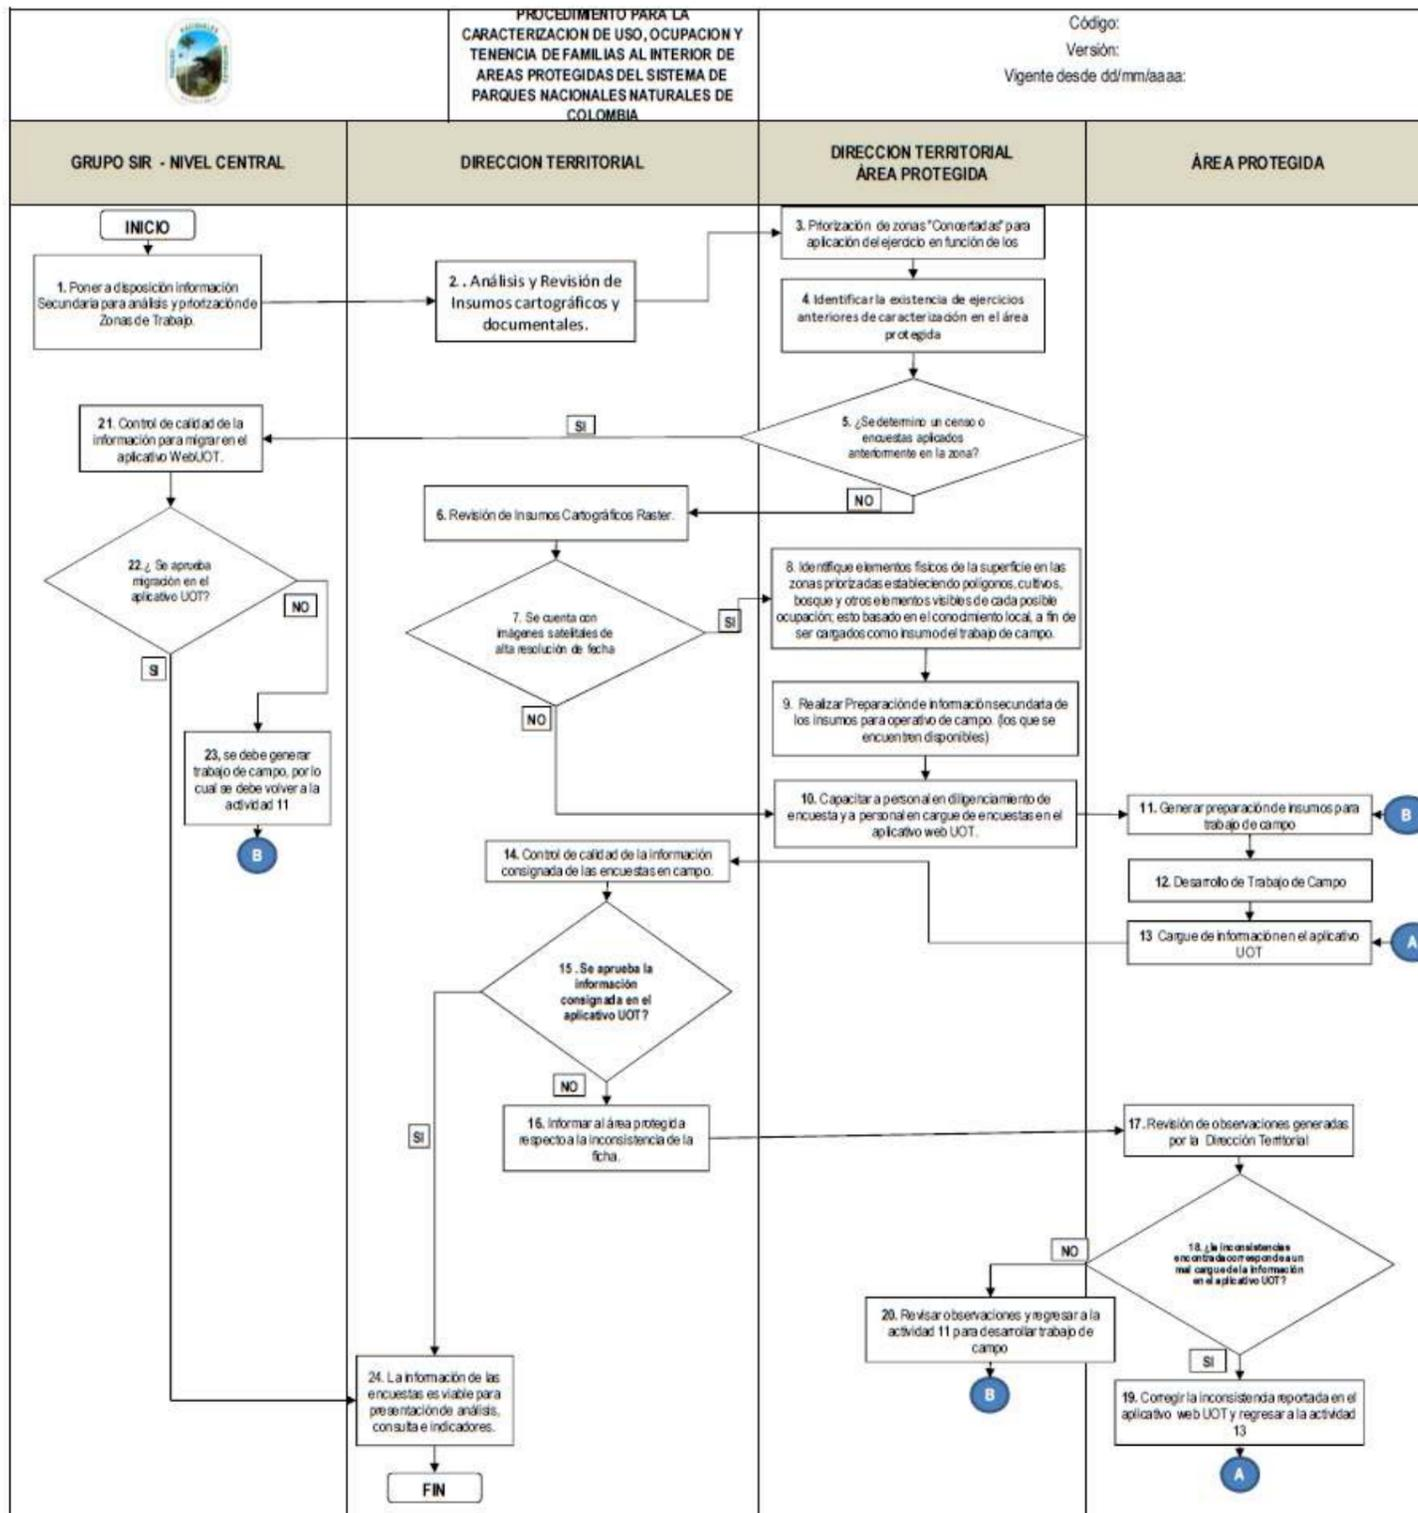 PROCEDIMIENTO PARA LA
CARACTERIZACION DE USO, OCUPACION Y
TENENCIA DE FAMILIAS AL INTERIOR DE
AREAS PROTEGIDAS DEL SISTEMA DE
PARQUES NACIONALES NATURALES DE
COLOMBIA
Código:
Versión:
Vigente desde dd/mm/aaaa:
GRUPO SIR - NIVEL CENTRAL
DIRECCION TERRITORIAL
DIRECCION TERRITORIAL
ÀREA PROTEGIDA
ÀREA PROTEGIDA
INICIO
1. Poner a disposición información
Secundaria para análisis y priorización de
Zonas de Trabajo.
2. . Análisis y Revisión de
Insumos cartográficos y
documentales.
3. Priorización de zonas "Concertadas" para
aplicación del ejercicio en función de los
4. Identificar la existencia de ejercicios
anteriores de caracterización en el área
protegida
5. ¿Se determino un censo o
encuestas aplicados
anteriormente en la zona?
SI
NO
21. Control de calidad de la
información para migrar en el
aplicativo WebUOT.
22.¿ Se aprueba
migración en el
aplicativo UOT?
NO
SI
23, se debe generar
trabajo de campo, por lo
cual se debe volver a la
actividad 11
B
6. Revisión de Insumos Cartográficos Raster.
7. Se cuenta con
imágenes satelitales de
alta resolución de fecha
SI
NO
8. Identifique elementos físicos de la superficie en las
zonas priorizadas estableciendo polígonos, cultivos,
bosque y otros elementos visibles de cada posible
ocupación; esto basado en el conocimiento local, a fin de
ser cargados como insumo del trabajo de campo.
9. Realizar Preparación de información secundaria de
los insumos para operativo de campo. (los que se
encuentren disponibles)
10. Capacitar a personal en diligenciamiento de
encuesta y a personal en cargue de encuestas en el
aplicativo web UOT.
11. Generar preparación de insumos para
trabajo de campo
B
12. Desarrollo de Trabajo de Campo
13 Cargue de información en el aplicativo
UOT
A
14. Control de calidad de la información
consignada de las encuestas en campo.
15 . Se aprueba la
información
consignada en el
aplicativo UOT?
NO
SI
16. Informar al área protegida
respecto a la inconsistencia de la
ficha.
17. Revisión de observaciones generadas
por la Dirección Territorial
18. ¿la inconsistencias
encontrada corresponde a un
mal cargue de la información
en el aplicativo UOT?
NO
SI
20. Revisar observaciones y regresar a la
actividad 11 para desarrollar trabajo de
campo
B
19. Corregir la inconsistencia reportada en el
aplicativo web UOT y regresar a la actividad
13
A
24. La información de las
encuestas es viable para
presentación de análisis,
consulta e indicadores.
FIN